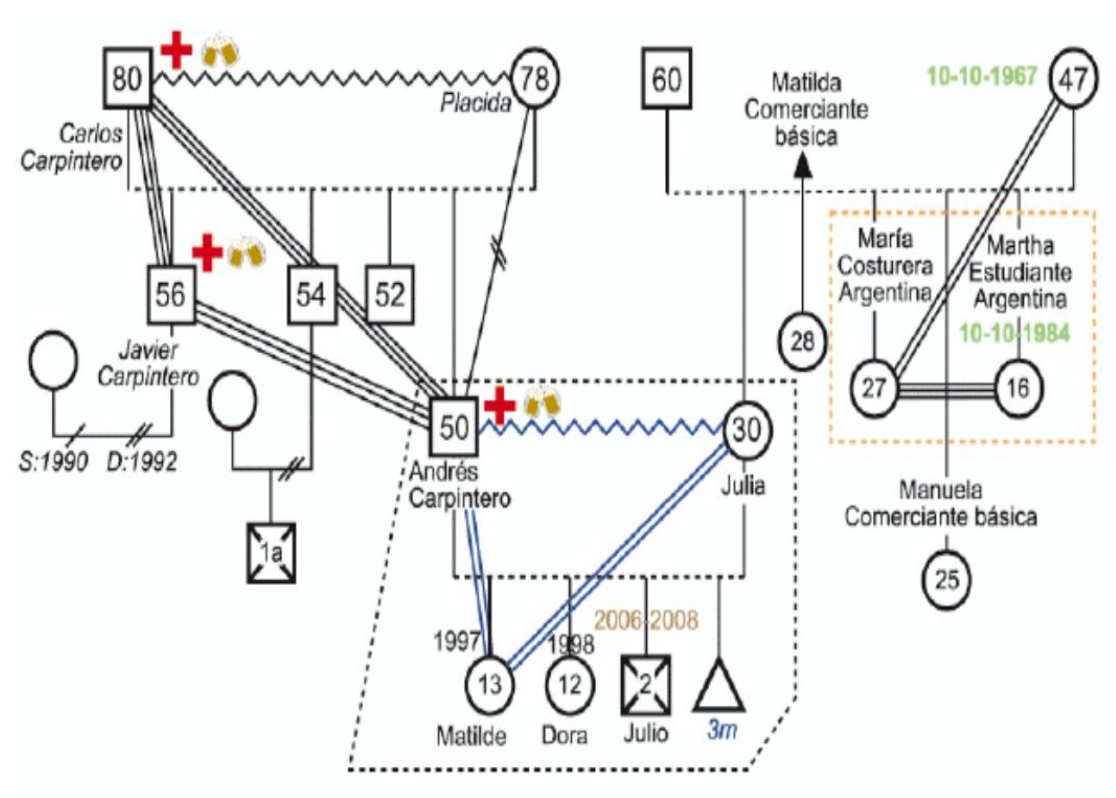 80
78
Placida
Carlos
Carpintero
60
47
10-10-1967
Matilda
Comerciante
básica
56
54
52
Javier
Carpintero
S:1990
D:1992
1a
28
María
Costurera
Argentina
Martha
Estudiante
Argentina
10-10-1984
27
16
50
Andrés
Carpintero
30
Julia
Manuela
Comerciante básica
25
1997
1998
2006-2008
13
12
2
Matilde
Dora
Julio
3m